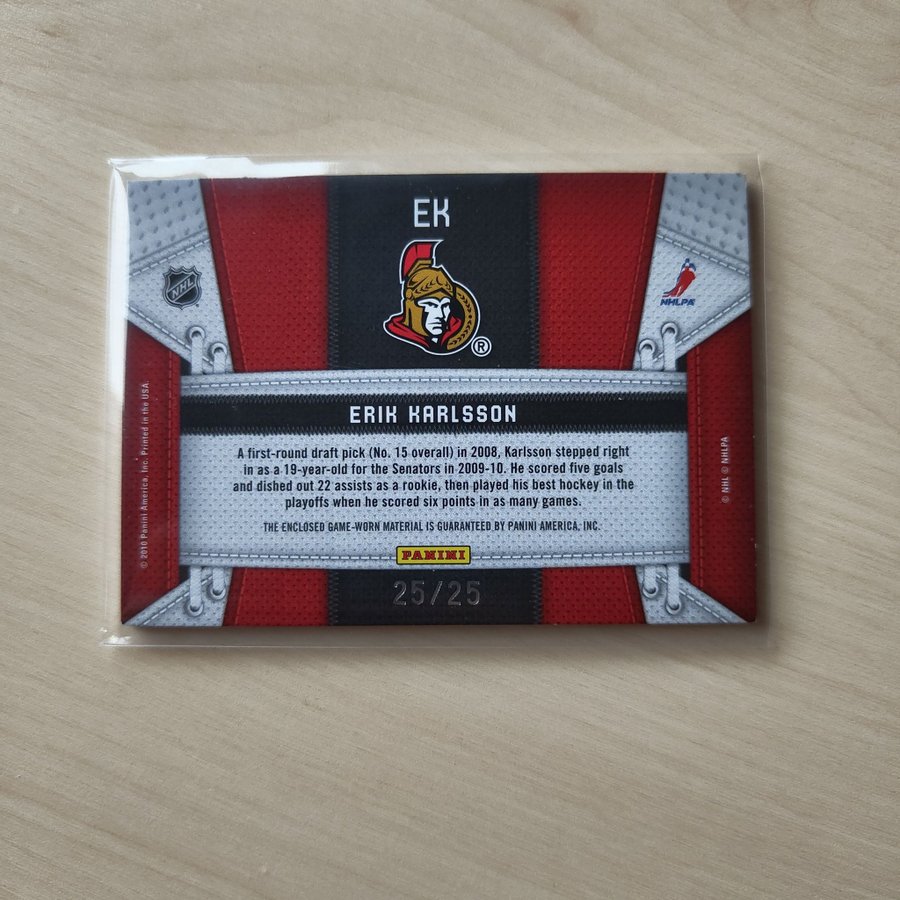 EK
NHL
NHLPA
®
ERIK KARLSSON
A first-round draft pick (No. 15 overall) in 2008, Karlsson stepped right
in as a 19-year-old for the Senators in 2009-10. He scored five goals
and dished out 22 assists as a rookie, then played his best hockey in the
playoffs when he scored six points in as many games.
THE ENCLOSED GAME-WORN MATERIAL IS GUARANTEED BY PANINI AMERICA, INC.
PANINI
25/25
© 2010 Panini America, Inc. Printed in the USA.
© NHL © NHLPA